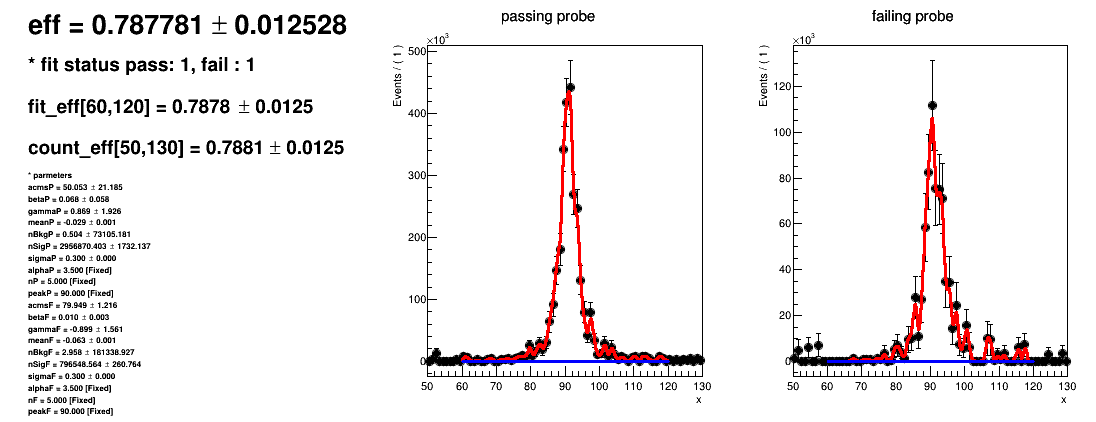 eff = 0.787781 ± 0.012528
* fit status pass: 1, fail : 1
fit_eff[60,120] = 0.7878 ± 0.0125
count_eff[50,130] = 0.7881 ± 0.0125
* parmeters
acmsP = 50.053 ± 21.185
betaP = 0.068 ± 0.058
gammaP = 0.869 ± 1.926
meanP = -0.029 ± 0.001
nBkgP = 0.504 ± 73105.181
nSigP = 2956870.403 ± 1732.137
sigmaP = 0.300 ± 0.000
alphaP = 3.500 [Fixed]
nP = 5.000 [Fixed]
peakP = 90.000 [Fixed]
acmsF = 79.949 ± 1.216
betaF = 0.010 ± 0.003
gammaF = -0.899 ± 1.561
meanF = -0.063 ± 0.001
nBkgF = 2.958 ± 181338.927
nSigF = 796548.564 ± 260.764
sigmaF = 0.300 ± 0.000
alphaF = 3.500 [Fixed]
nF = 5.000 [Fixed]
peakF = 90.000 [Fixed]
passing probe
×10³
Events / ( 1 )
500
400
300
200
100
0
50 60 70 80 90 100 110 120 130
x
failing probe
×10³
Events / ( 1 )
120
100
80
60
40
20
0
50 60 70 80 90 100 110 120 130
x